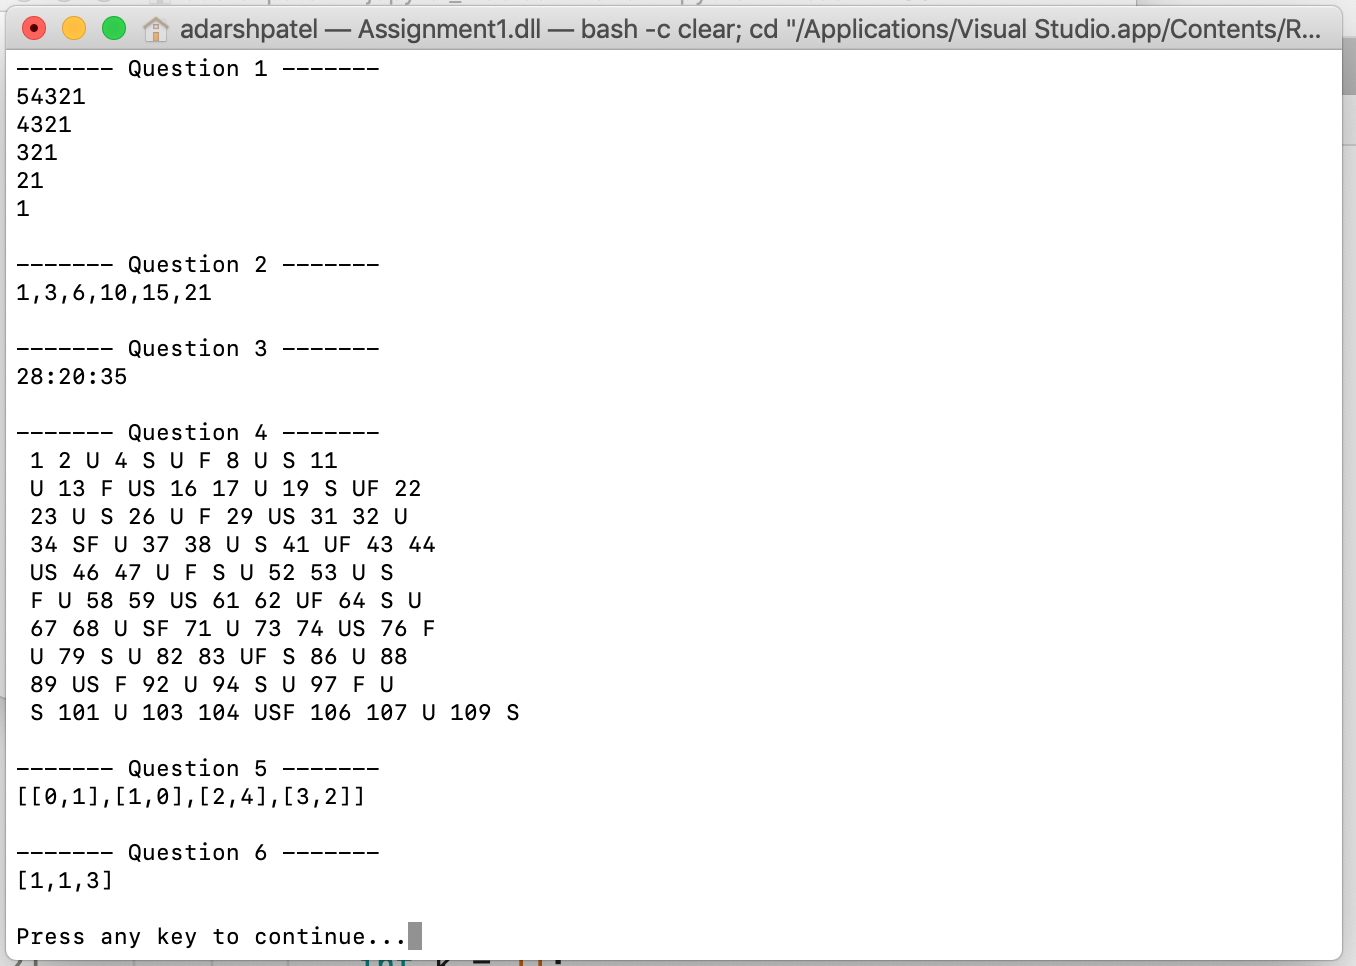 adarshpatel — Assignment1.dll — bash -c clear; cd "/Applications/Visual Studio.app/Contents/R...
------- Question 1 -------
54321
4321
321
21
1
------- Question 2 -------
1,3,6,10,15,21
------- Question 3 -------
28:20:35
------- Question 4 -------
1 2 U 4 S U F 8 U S 11
U 13 F US 16 17 U 19 S UF 22
23 U S 26 U F 29 US 31 32 U
34 SF U 37 38 U S 41 UF 43 44
US 46 47 U F S U 52 53 U S
F U 58 59 US 61 62 UF 64 S U
67 68 U SF 71 U 73 74 US 76 F
U 79 S U 82 83 UF S 86 U 88
89 US F 92 U 94 S U 97 F U
S 101 U 103 104 USF 106 107 U 109 S
------- Question 5 -------
[[0,1],[1,0],[2,4],[3,2]]
------- Question 6 -------
[1,1,3]
Press any key to continue...